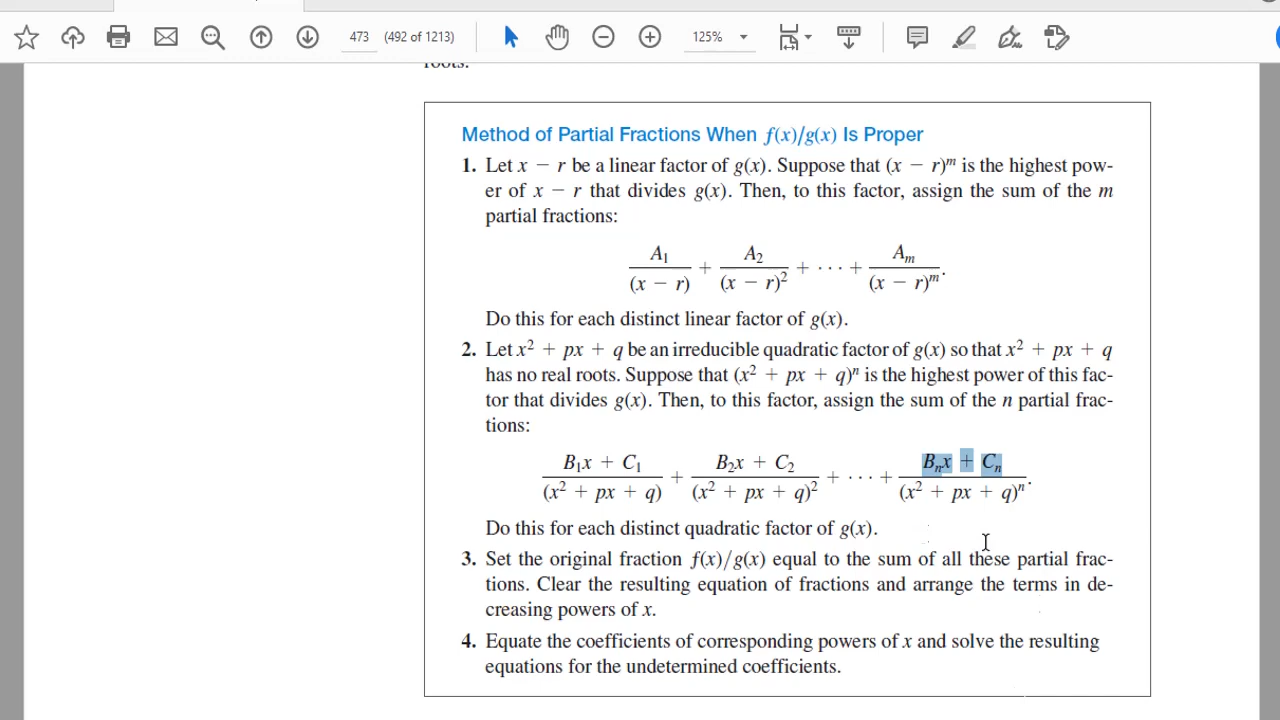 473 (492 of 1213) 125%
roots.
Method of Partial Fractions When f(x)/g(x) Is Proper
1. Let x − r be a linear factor of g(x). Suppose that (x − r)^m is the highest pow-
er of x − r that divides g(x). Then, to this factor, assign the sum of the m
partial fractions:
A₁/(x − r) + A₂/(x − r)² + ⋯ + Aₘ/(x − r)^m.
Do this for each distinct linear factor of g(x).
2. Let x² + px + q be an irreducible quadratic factor of g(x) so that x² + px + q
has no real roots. Suppose that (x² + px + q)ⁿ is the highest power of this fac-
tor that divides g(x). Then, to this factor, assign the sum of the n partial frac-
tions:
B₁x + C₁/(x² + px + q) + B₂x + C₂/(x² + px + q)² + ⋯ + Bₙx + Cₙ/(x² + px + q)ⁿ.
Do this for each distinct quadratic factor of g(x).
3. Set the original fraction f(x)/g(x) equal to the sum of all these partial frac-
tions. Clear the resulting equation of fractions and arrange the terms in de-
creasing powers of x.
4. Equate the coefficients of corresponding powers of x and solve the resulting
equations for the undetermined coefficients.